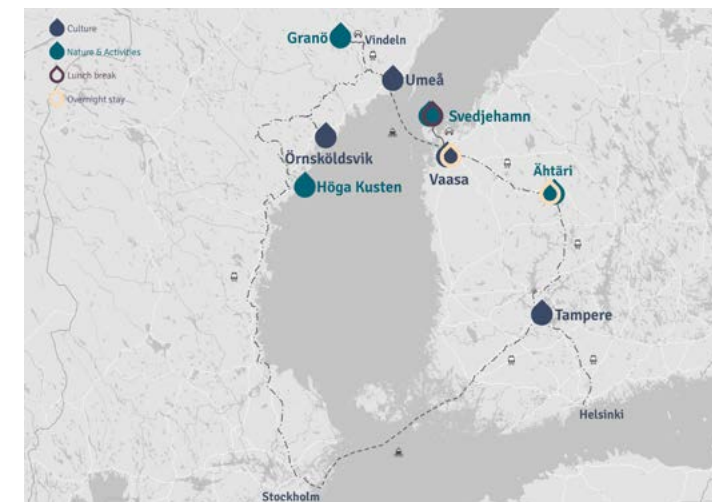 Culture
Nature & Activities
Lunch break
Overnight stay
Granö
Vindeln
Umeå
Svedjehamn
Örnsköldsvik
Vaasa
Ähtäri
Höga Kusten
Tampere
Helsinki
Stockholm